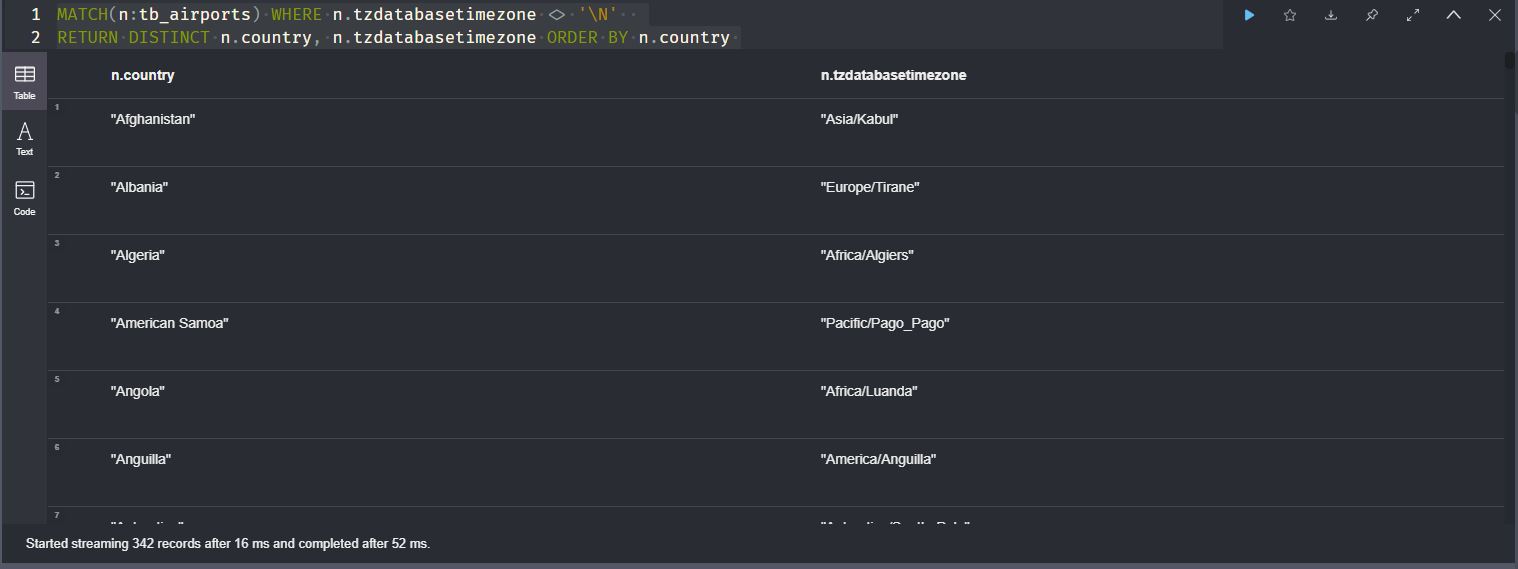 1 MATCH(n:tb_airports) WHERE n.tzdatabasetimezone <> '\N'
2 RETURN DISTINCT n.country, n.tzdatabasetimezone ORDER BY n.country
Table
Text
Code
n.country n.tzdatabasetimezone
1 "Afghanistan" "Asia/Kabul"
2 "Albania" "Europe/Tirane"
3 "Algeria" "Africa/Algiers"
4 "American Samoa" "Pacific/Pago_Pago"
5 "Angola" "Africa/Luanda"
6 "Anguilla" "America/Anguilla"
7
Started streaming 342 records after 16 ms and completed after 52 ms.